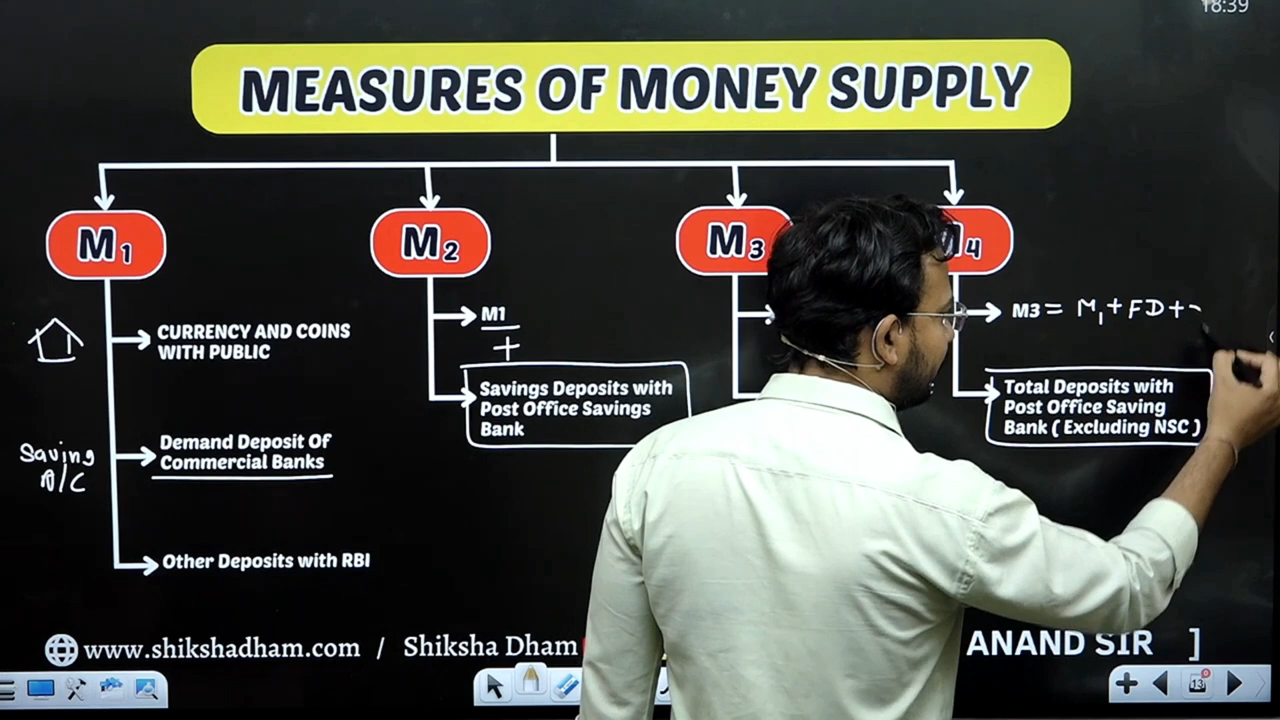 18:39
MEASURES OF MONEY SUPPLY
M1
CURRENCY AND COINS
WITH PUBLIC
Saving
A/C
Demand Deposit Of
Commercial Banks
Other Deposits with RBI
M2
M1
+
Savings Deposits with
Post Office Savings
Bank
M3
4
M3 = M1 + FD +
Total Deposits with
Post Office Saving
Bank ( Excluding NSC )
www.shikshadham.com / Shiksha Dham
ANAND SIR ]
13